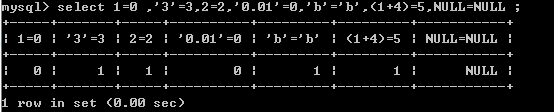 mysql> select 1=0 ,'3'=3,2=2,'0.01'=0,'b'='b',(1+4)=5,NULL=NULL ;
+-----+-------+-----+----------+---------+---------+-----------+
| 1=0 | '3'=3 | 2=2 | '0.01'=0 | 'b'='b' | (1+4)=5 | NULL=NULL |
+-----+-------+-----+----------+---------+---------+-----------+
|   0 |     1 |   1 |        0 |       1 |       1 |      NULL |
+-----+-------+-----+----------+---------+---------+-----------+
1 row in set (0.00 sec)